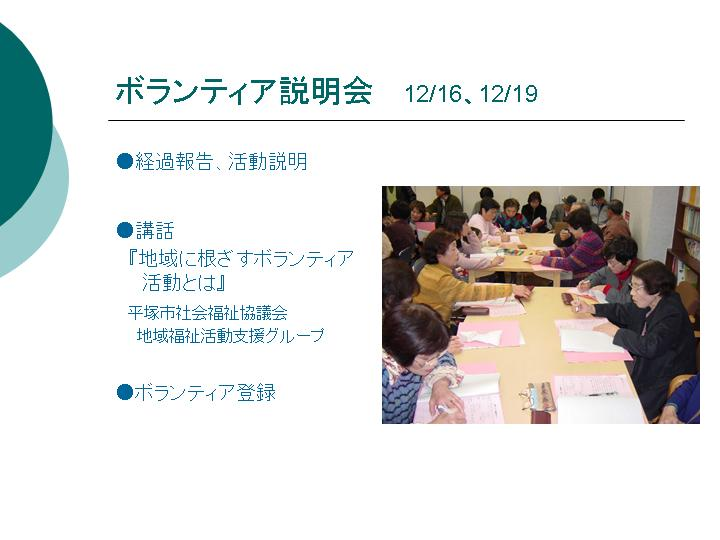 ボランティア説明会　12/16、12/19
●経過報告、活動説明
●講話
『地域に根ざすボランティア
活動とは』
平塚市社会福祉協議会
地域福祉活動支援グループ
●ボランティア登録